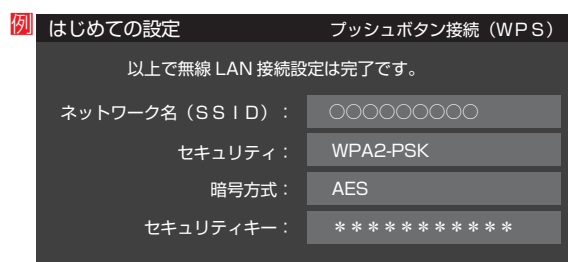 例
はじめての設定 プッシュボタン接続（WPS）
以上で無線 LAN 接続設定は完了です。
ネットワーク名（SSID）： ○○○○○○○○○
セキュリティ： WPA2-PSK
暗号方式： AES
セキュリティキー： ＊＊＊＊＊＊＊＊＊＊＊